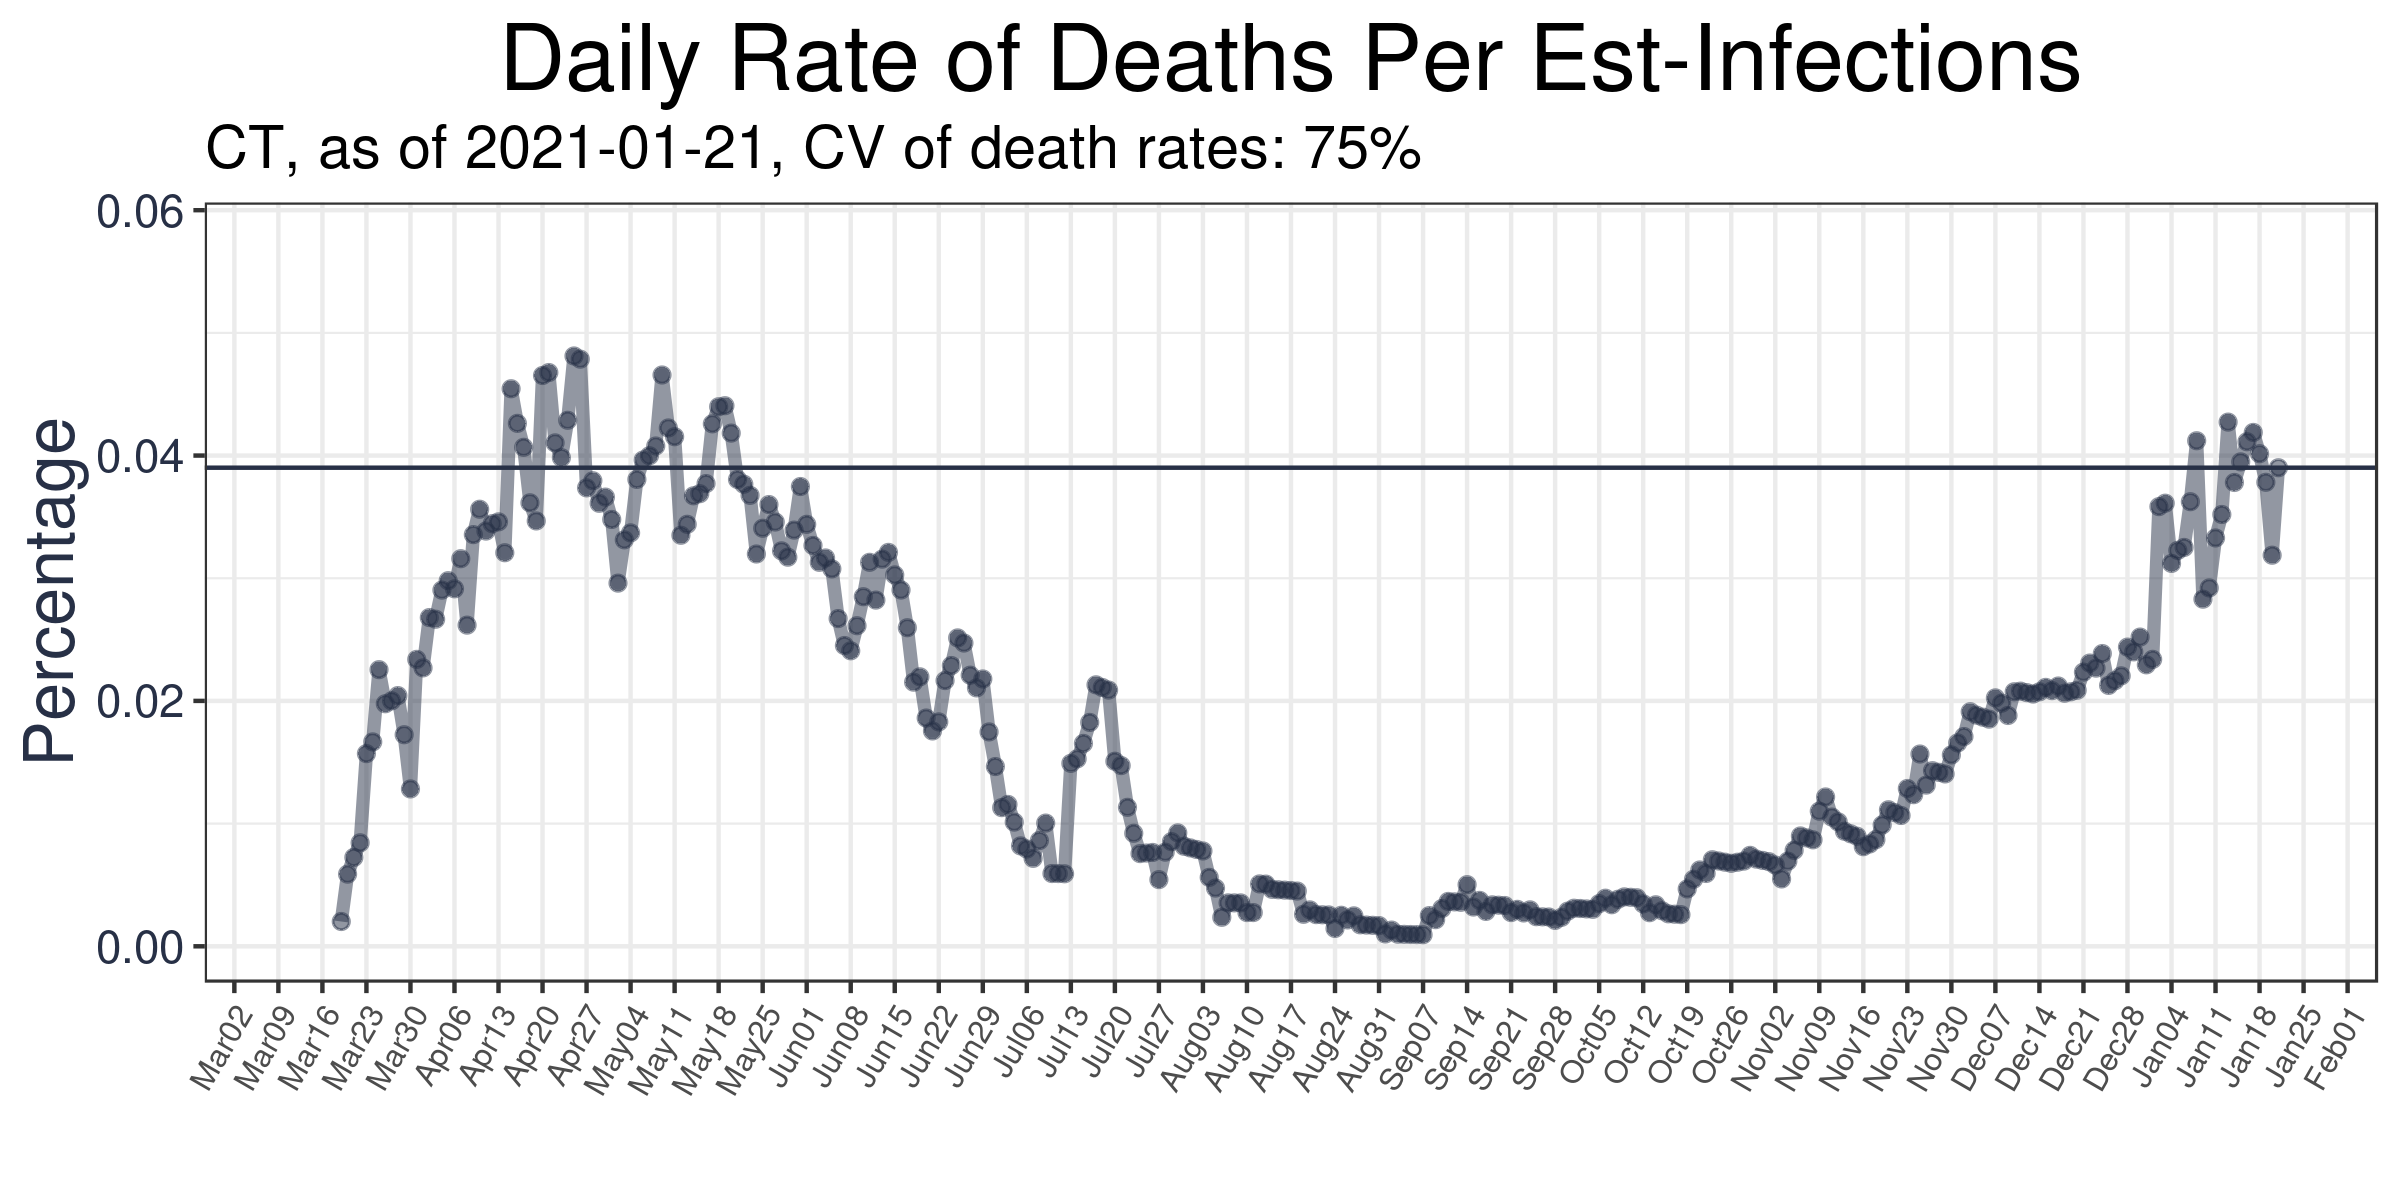 Daily Rate of Deaths Per Est-Infections
CT, as of 2021-01-21, CV of death rates: 75%
Percentage
0.06
0.04
0.02
0.00
Mar02
Mar09
Mar16
Mar23
Mar30
Apr06
Apr13
Apr20
Apr27
May04
May11
May18
May25
Jun01
Jun08
Jun15
Jun22
Jun29
Jul06
Jul13
Jul20
Jul27
Aug03
Aug10
Aug17
Aug24
Aug31
Sep07
Sep14
Sep21
Sep28
Oct05
Oct12
Oct19
Oct26
Nov02
Nov09
Nov16
Nov23
Nov30
Dec07
Dec14
Dec21
Dec28
Jan04
Jan11
Jan18
Jan25
Feb01